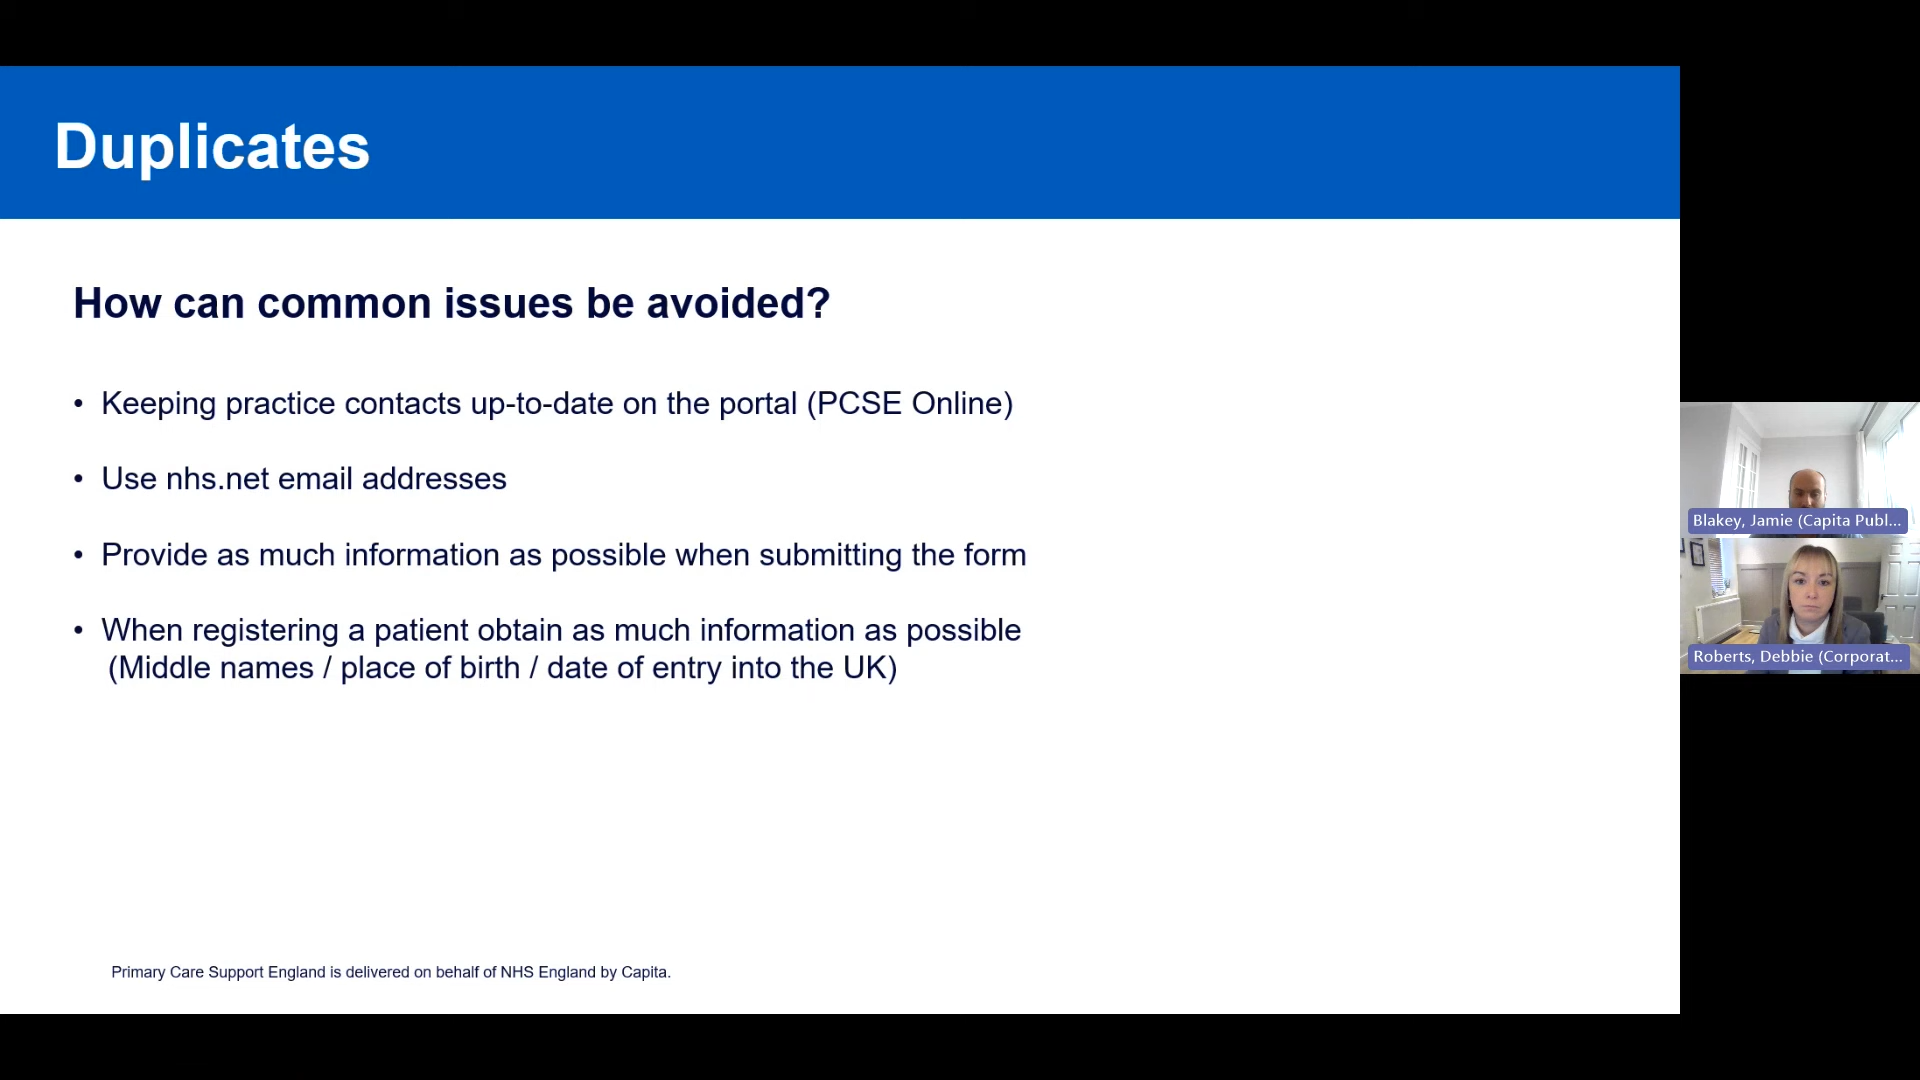 Duplicates
How can common issues be avoided?
• Keeping practice contacts up-to-date on the portal (PCSE Online)
• Use nhs.net email addresses
• Provide as much information as possible when submitting the form
• When registering a patient obtain as much information as possible
(Middle names / place of birth / date of entry into the UK)
Primary Care Support England is delivered on behalf of NHS England by Capita.
Blakey, Jamie (Capita Publ...
Roberts, Debbie (Corporat...